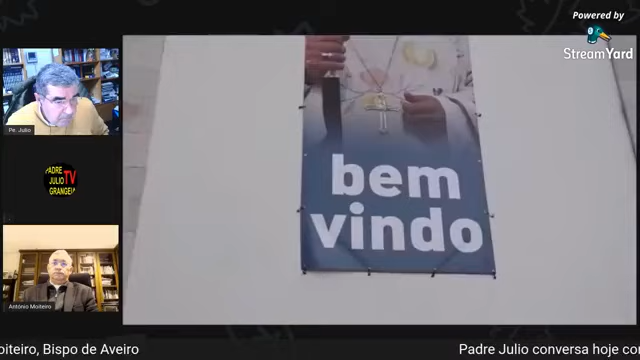 Powered by
StreamYard
Pe. Julio
PADRE
JULIO TV
GRANGEIA
António Moiteiro
bem
vindo
oiteiro, Bispo de Aveiro
Padre Julio conversa hoje co